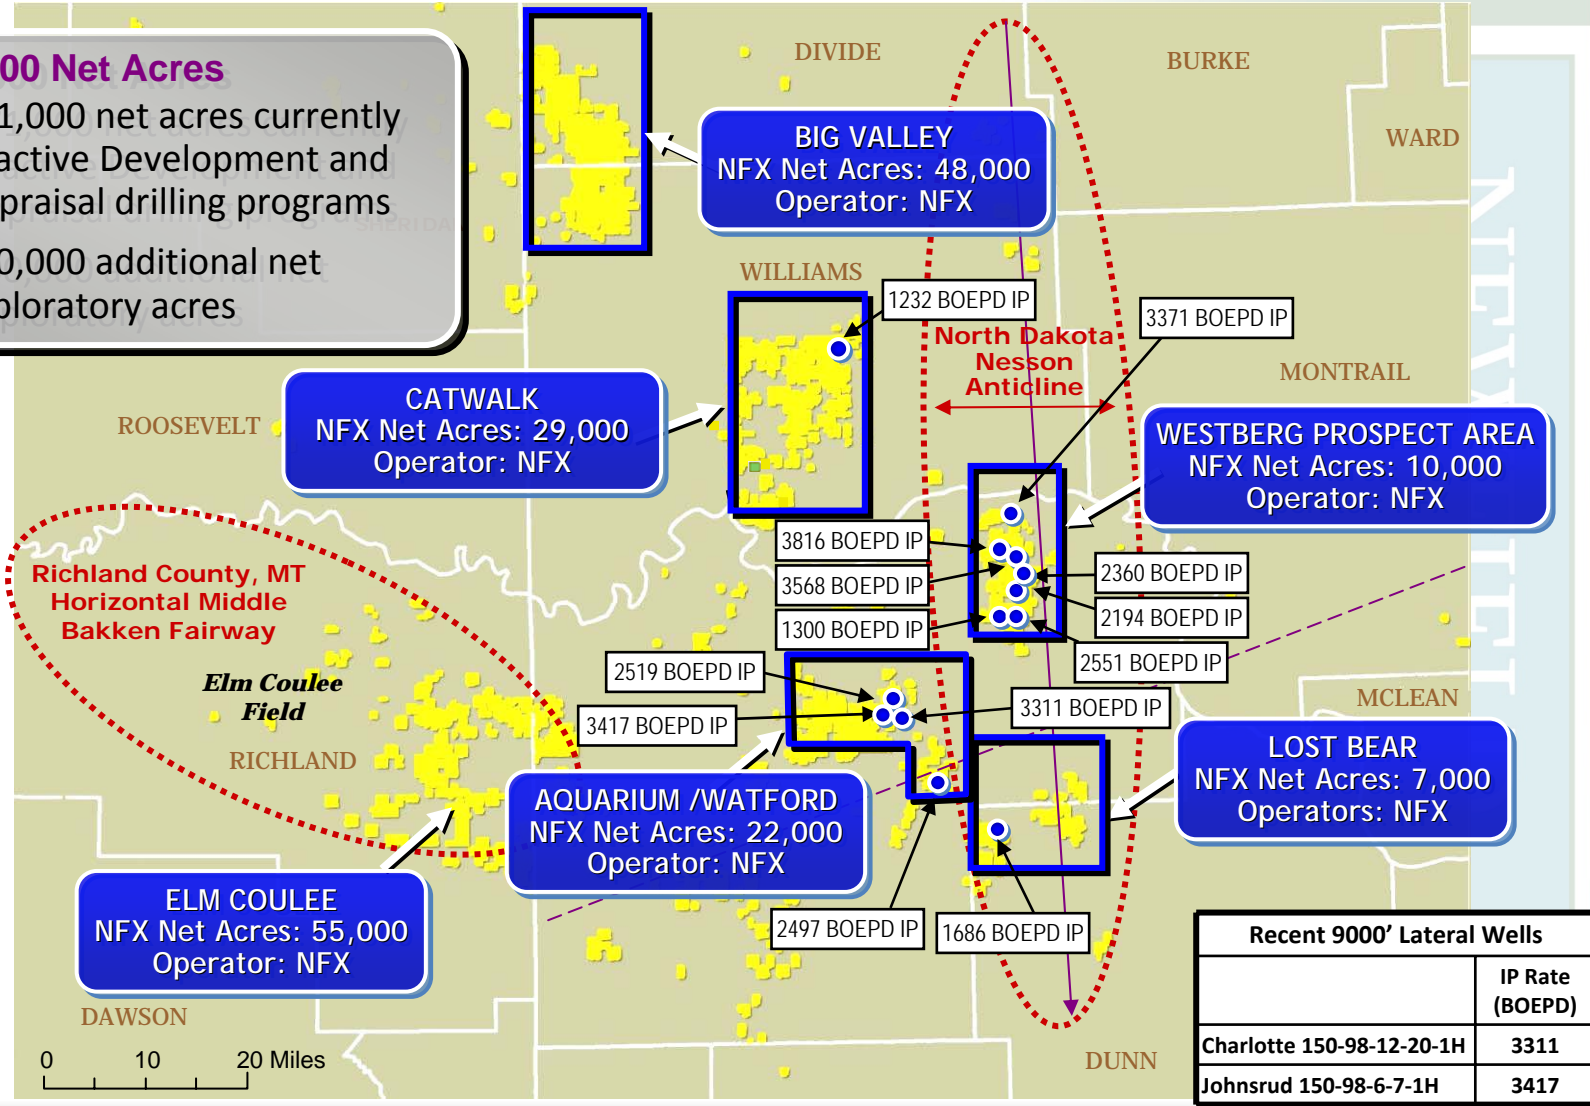 00 Net Acres
1,000 net acres currently
active Development and
praisal drilling programs
0,000 additional net
ploratory acres
SHERIDA
DIVIDE
BURKE
WARD
BIG VALLEY
NFX Net Acres: 48,000
Operator: NFX
WILLIAMS
1232 BOEPD IP
3371 BOEPD IP
North Dakota
Nesson
Anticline
MONTRAIL
ROOSEVELT
CATWALK
NFX Net Acres: 29,000
Operator: NFX
WESTBERG PROSPECT AREA
NFX Net Acres: 10,000
Operator: NFX
3816 BOEPD IP
3568 BOEPD IP
1300 BOEPD IP
2360 BOEPD IP
2194 BOEPD IP
2551 BOEPD IP
Richland County, MT
Horizontal Middle
Bakken Fairway
Elm Coulee
Field
RICHLAND
2519 BOEPD IP
3417 BOEPD IP
3311 BOEPD IP
MCLEAN
LOST BEAR
NFX Net Acres: 7,000
Operators: NFX
AQUARIUM /WATFORD
NFX Net Acres: 22,000
Operator: NFX
ELM COULEE
NFX Net Acres: 55,000
Operator: NFX
2497 BOEPD IP
1686 BOEPD IP
DAWSON
DUNN
0 10 20 Miles
Recent 9000’ Lateral Wells
IP Rate
(BOEPD)
Charlotte 150-98-12-20-1H 3311
Johnsrud 150-98-6-7-1H 3417